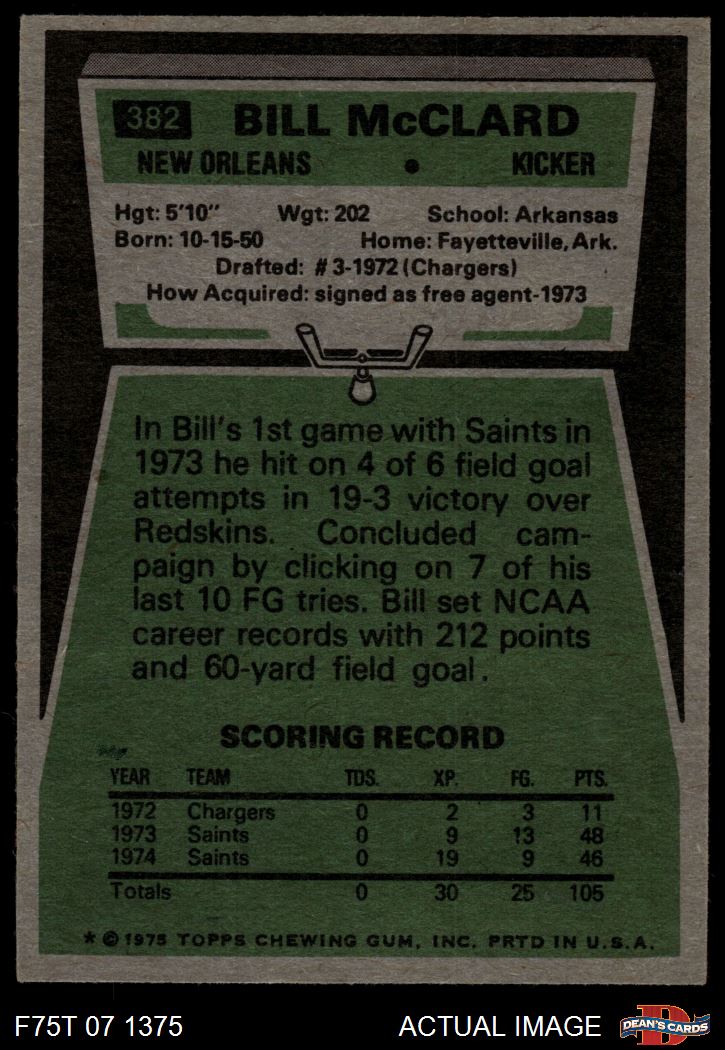 382 BILL McCLARD
NEW ORLEANS • KICKER
Hgt: 5'10" Wgt: 202 School: Arkansas
Born: 10-15-50 Home: Fayetteville, Ark.
Drafted: #3-1972 (Chargers)
How Acquired: signed as free agent-1973
In Bill's 1st game with Saints in
1973 he hit on 4 of 6 field goal
attempts in 19-3 victory over
Redskins. Concluded cam-
paign by clicking on 7 of his
last 10 FG tries. Bill set NCAA
career records with 212 points
and 60-yard field goal.
SCORING RECORD
YEAR TEAM TDS. XP. FG. PTS.
1972 Chargers 0 2 3 11
1973 Saints 0 9 13 48
1974 Saints 0 19 9 46
Totals 0 30 25 105
* © 1975 TOPPS CHEWING GUM, INC. PRTD IN U.S.A.
F75T 07 1375 ACTUAL IMAGE D DEAN'S CARDS